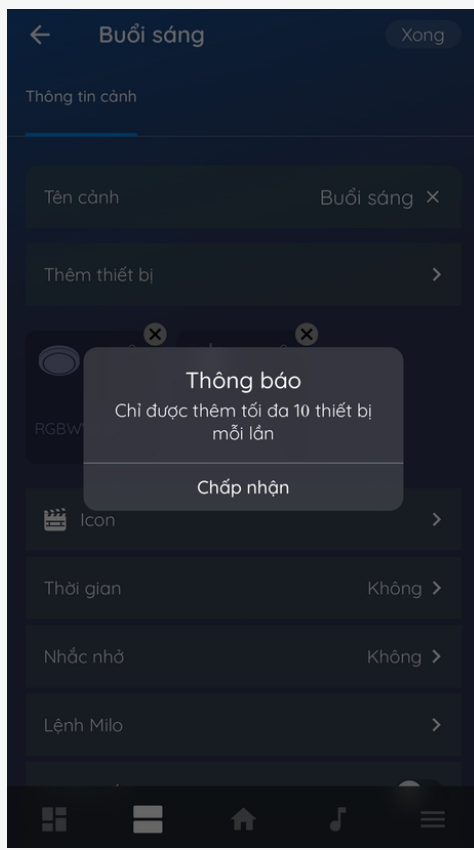 Buổi sáng
Xong
Thông tin cảnh
Tên cảnh
Buổi sáng
Thêm thiết bị
Thông báo
Chỉ được thêm tối đa 10 thiết bị
mỗi lần
Chấp nhận
Icon
Thời gian
Không
Nhắc nhở
Không
Lệnh Milo